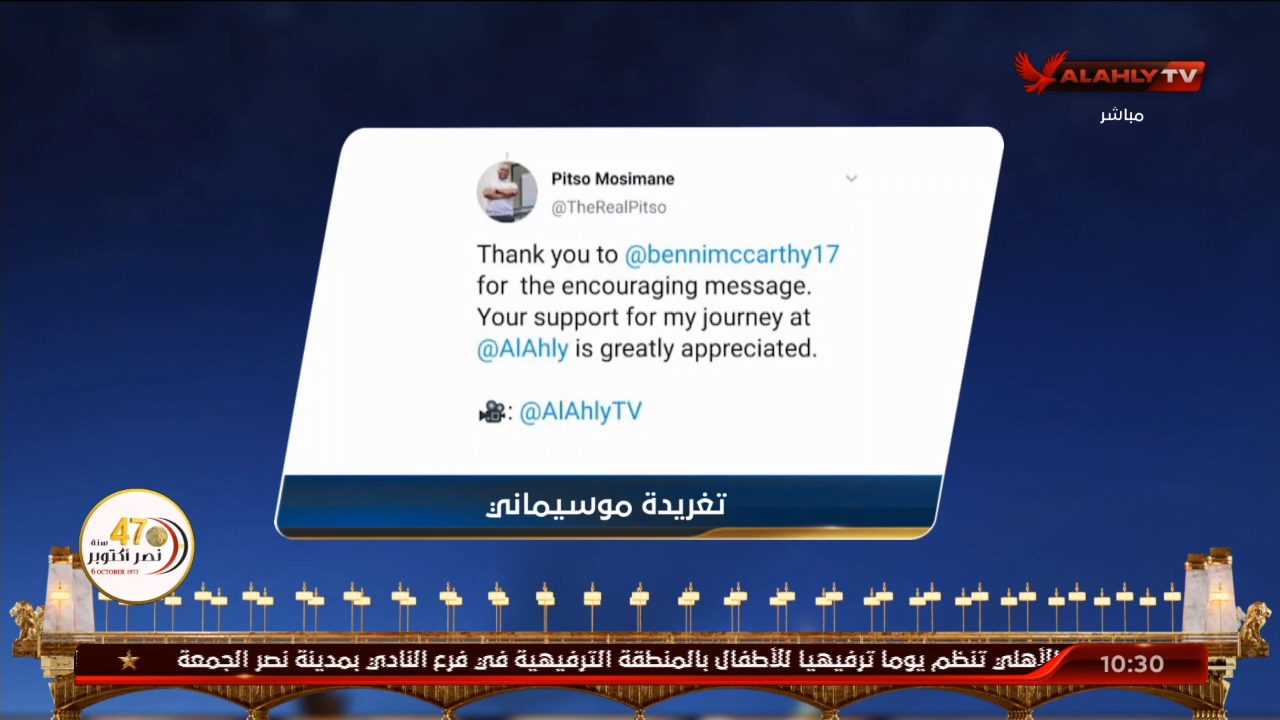 ALAHLY TV
مباشر
Pitso Mosimane
@TheRealPitso
Thank you to @bennimccarthy17
for the encouraging message.
Your support for my journey at
@AlAhly is greatly appreciated.
: @AlAhlyTV
تغريدة موسيماني
47 سنة
نصر أكتوبر
6 OCTOBER 1973
الأهلي تنظم يوما ترفيهيا للأطفال بالمنطقة الترفيهية في فرع النادي بمدينة نصر الجمعة
10:30